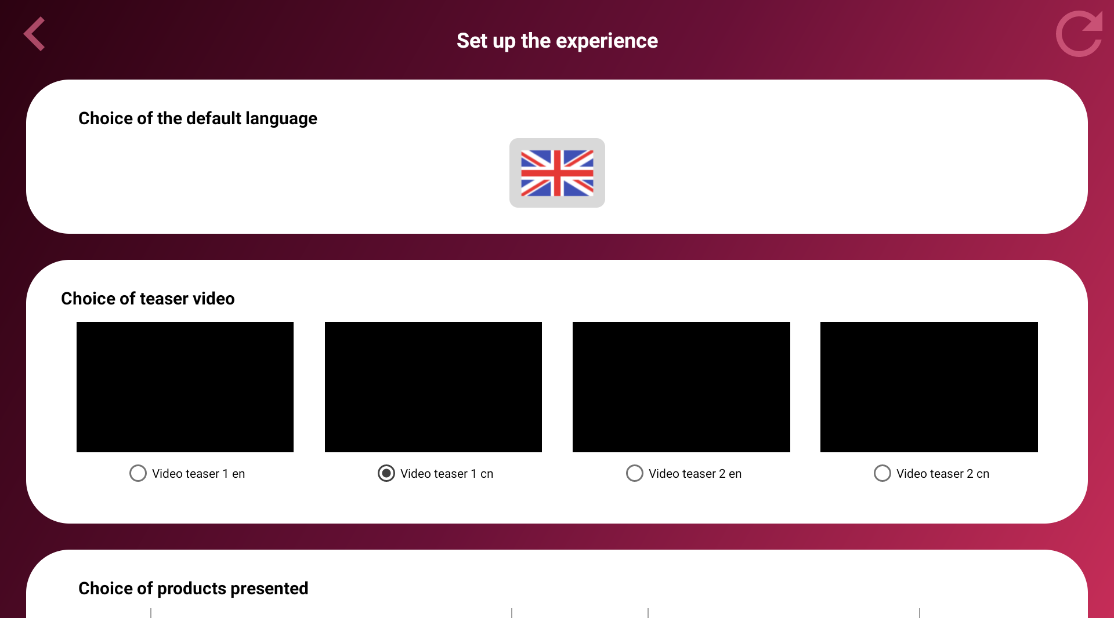 Set up the experience
Choice of the default language
Choice of teaser video
Video teaser 1 en
Video teaser 1 cn
Video teaser 2 en
Video teaser 2 cn
Choice of products presented